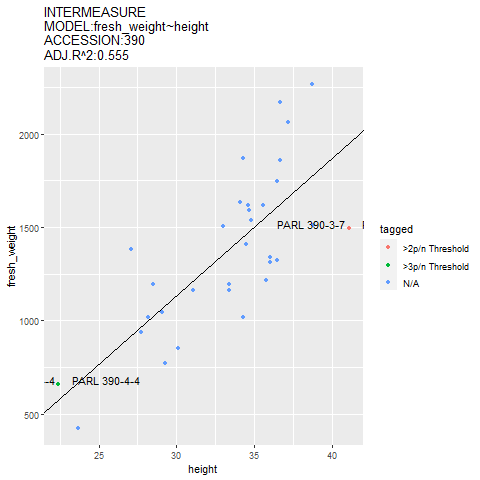 INTERMEASURE
MODEL:fresh_weight~height
ACCESSION:390
ADJ.R^2:0.555
2000
1500
1000
500
fresh_weight
PARL 390-3-7
-4
PARL 390-4-4
25
30
35
40
height
tagged
>2p/n Threshold
>3p/n Threshold
N/A